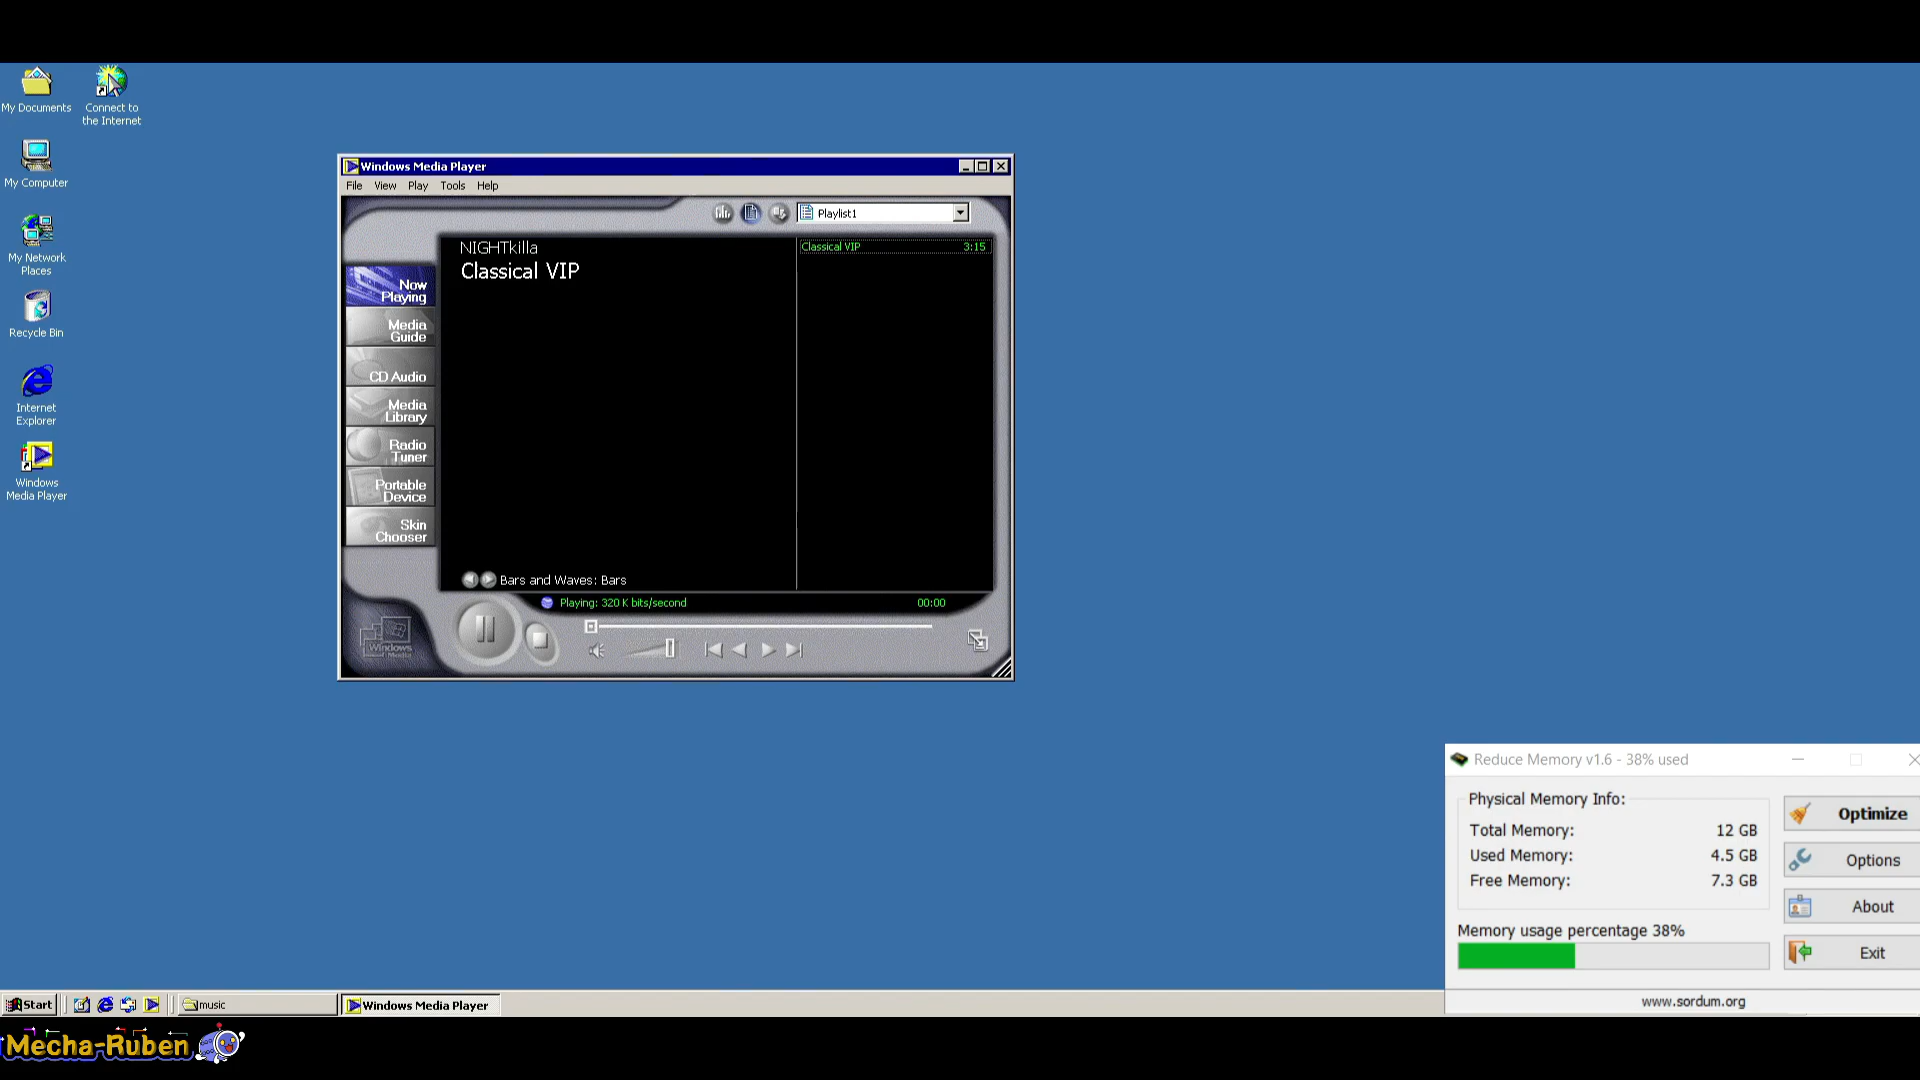 My Documents
Connect to
the Internet
My Computer
My Network
Places
Recycle Bin
Internet
Explorer
Windows
Media Player
Windows Media Player
File View Play Tools Help
Playlist1
NIGHTkilla
Classical VIP
Classical VIP 3:15
Now
Playing
Media
Guide
CD Audio
Media
Library
Radio
Tuner
Portable
Device
Skin
Chooser
Bars and Waves: Bars
Playing: 320 K bits/second 00:00
Windows Media
Reduce Memory v1.6 - 38% used
Physical Memory Info:
Total Memory: 12 GB
Used Memory: 4.5 GB
Free Memory: 7.3 GB
Memory usage percentage 38%
Optimize
Options
About
Exit
www.sordum.org
Start
music
Windows Media Player
Mecha-Ruben